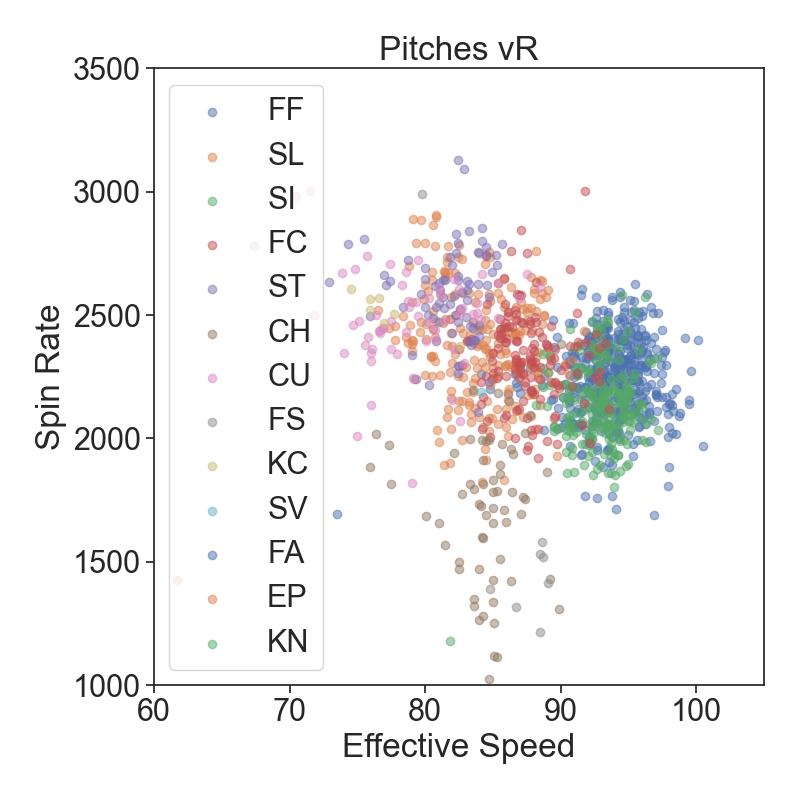 Pitches vR
3500
3000
2500
2000
1500
1000
Spin Rate
FF
SL
SI
FC
ST
CH
CU
FS
KC
SV
FA
EP
KN
60
70
80
90
100
Effective Speed